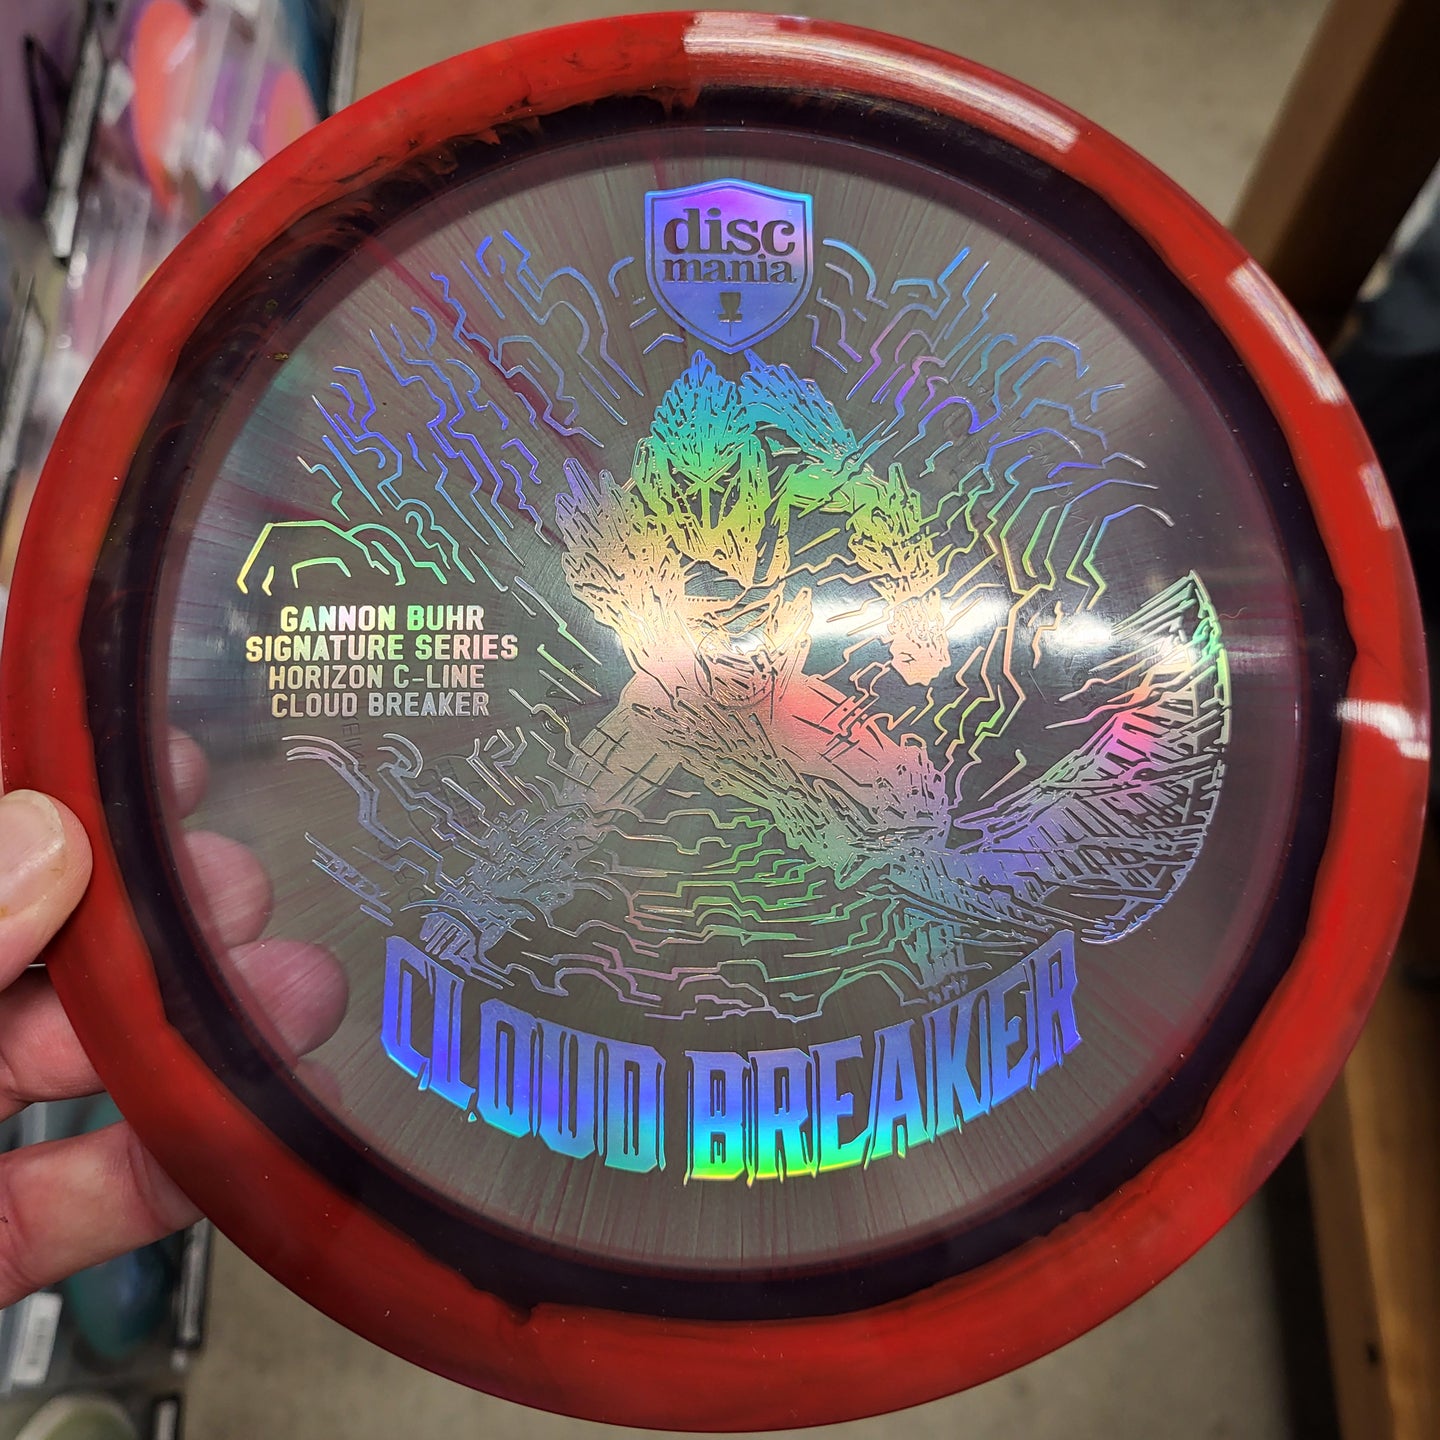 disc
mania
GANNON BUHR
SIGNATURE SERIES
HORIZON C-LINE
CLOUD BREAKER
CLOUD BREAKER